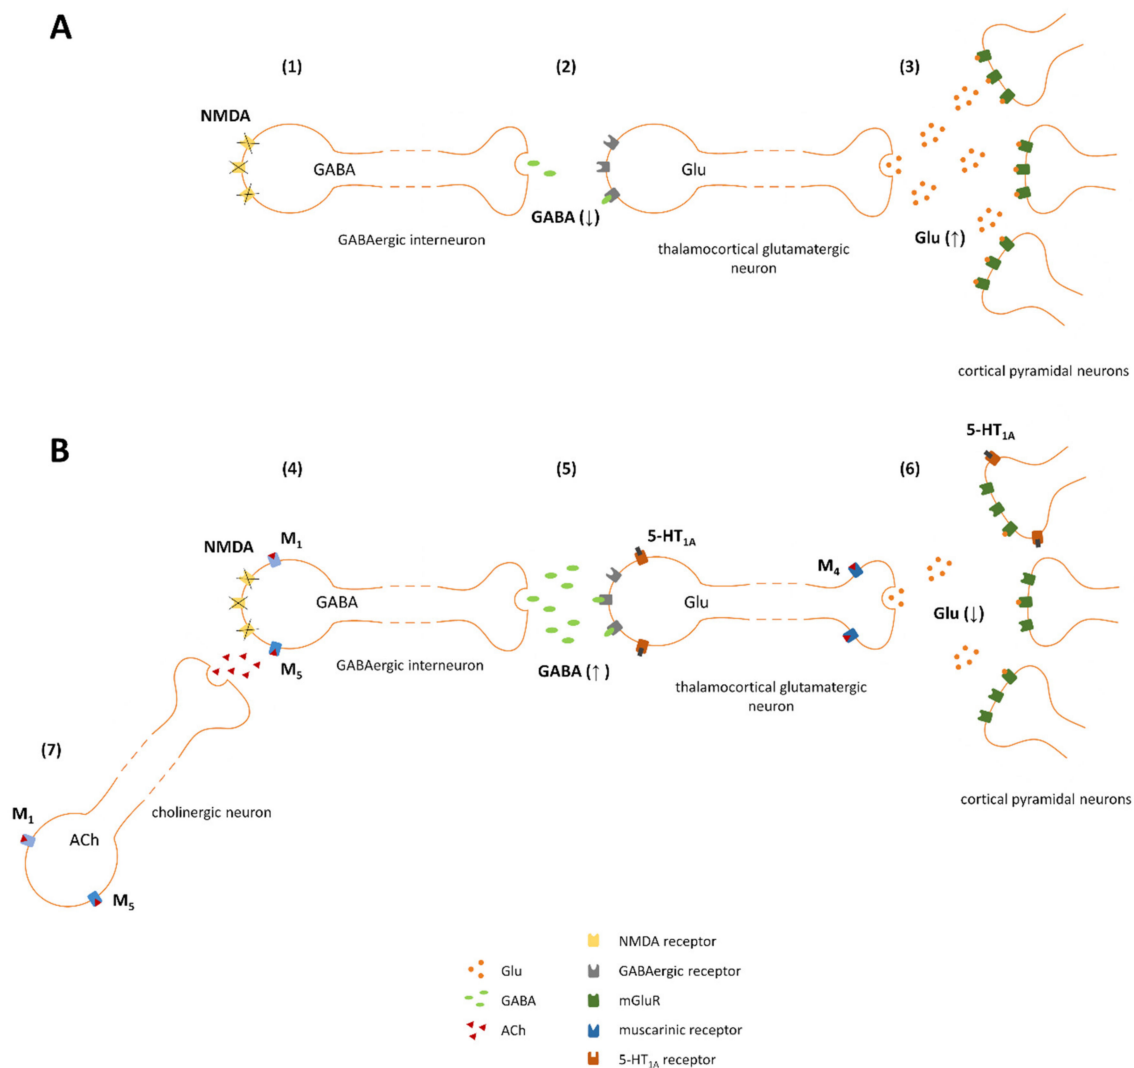 A
(1)
(2)
(3)
NMDA
GABA
Glu
GABA (↓)
Glu (↑)
GABAergic interneuron
thalamocortical glutamatergic
neuron
cortical pyramidal neurons
B
5-HT1A
(4)
(5)
(6)
M1
NMDA
5-HT1A
M4
GABA
Glu
Glu (↓)
M5
GABAergic interneuron
GABA (↑ )
thalamocortical glutamatergic
neuron
(7)
cortical pyramidal neurons
M1
cholinergic neuron
ACh
M5
NMDA receptor
Glu
GABAergic receptor
GABA
mGluR
ACh
muscarinic receptor
5-HT1A receptor